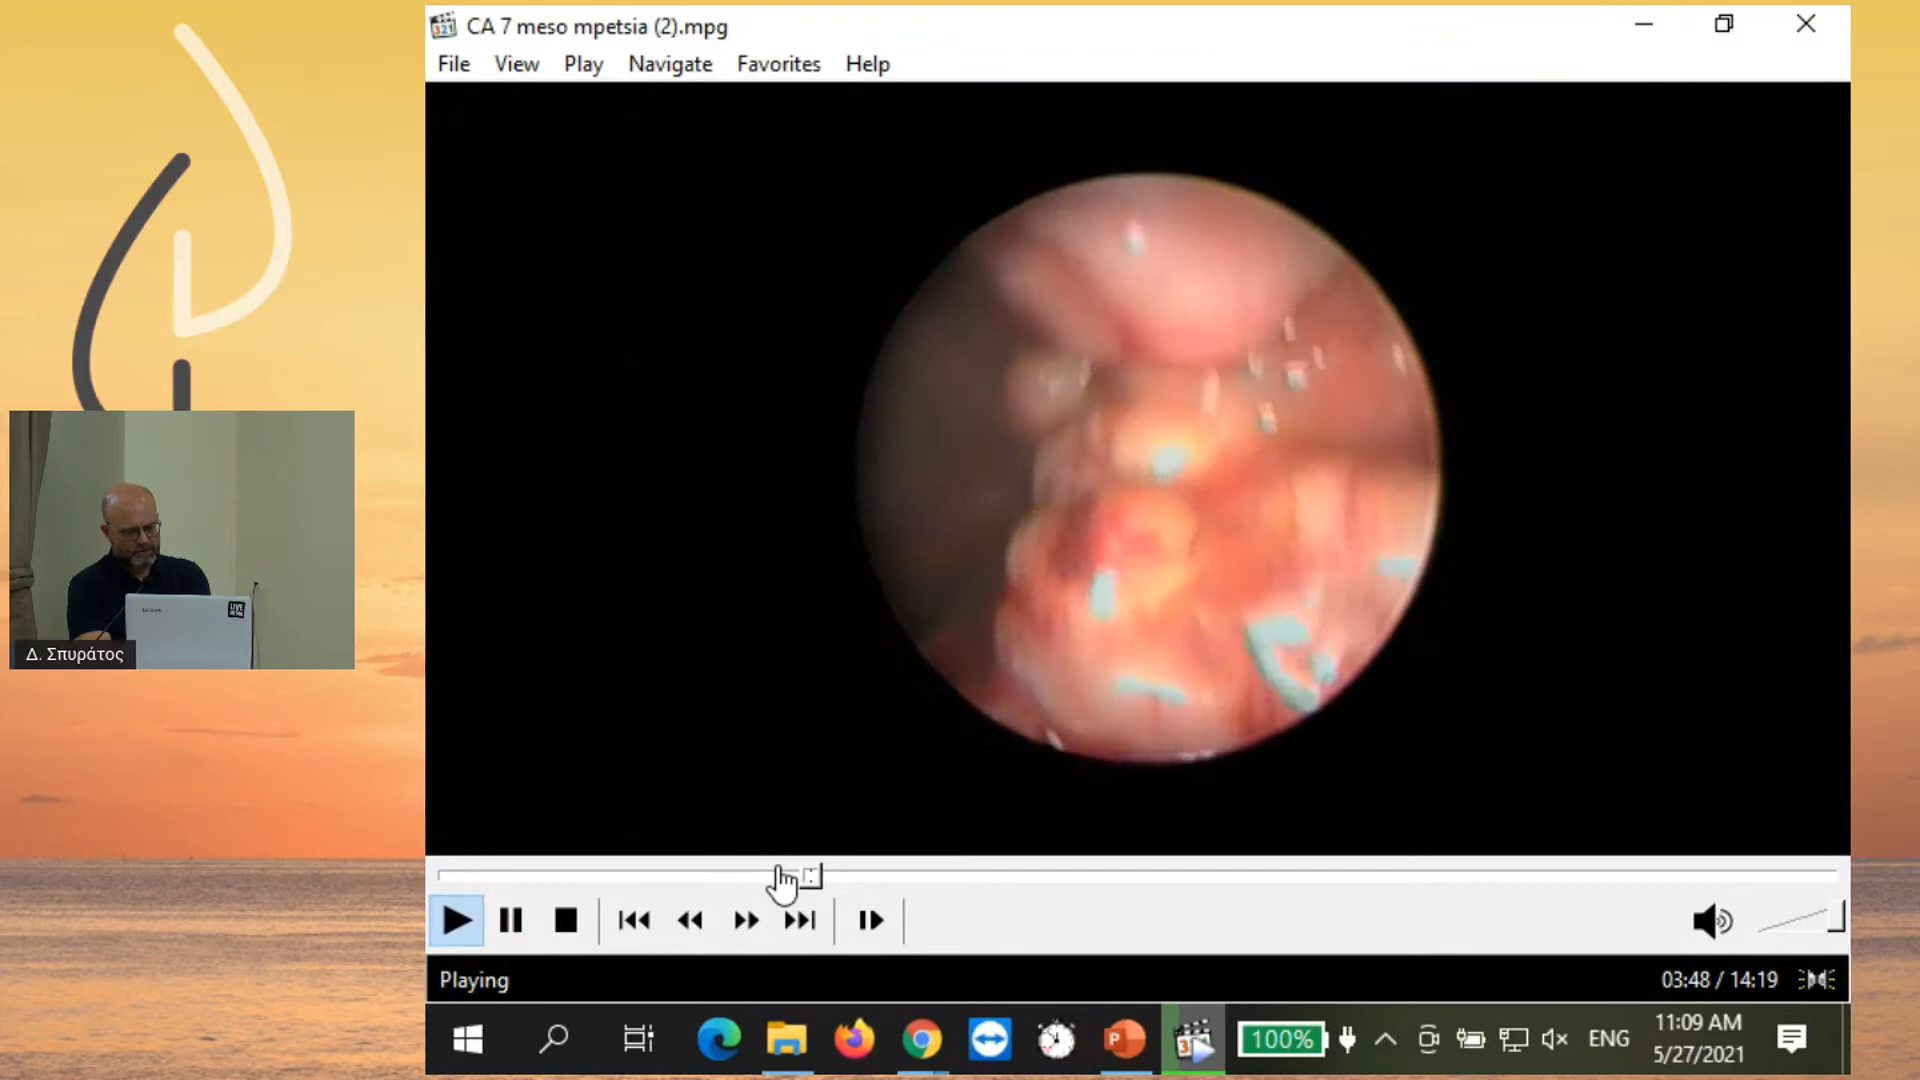 CA 7 meso mpetsia (2).mpg
File View Play Navigate Favorites Help
Δ. Σπυράτος
Playing
03:48 / 14:19
100%
ENG
11:09 AM
5/27/2021